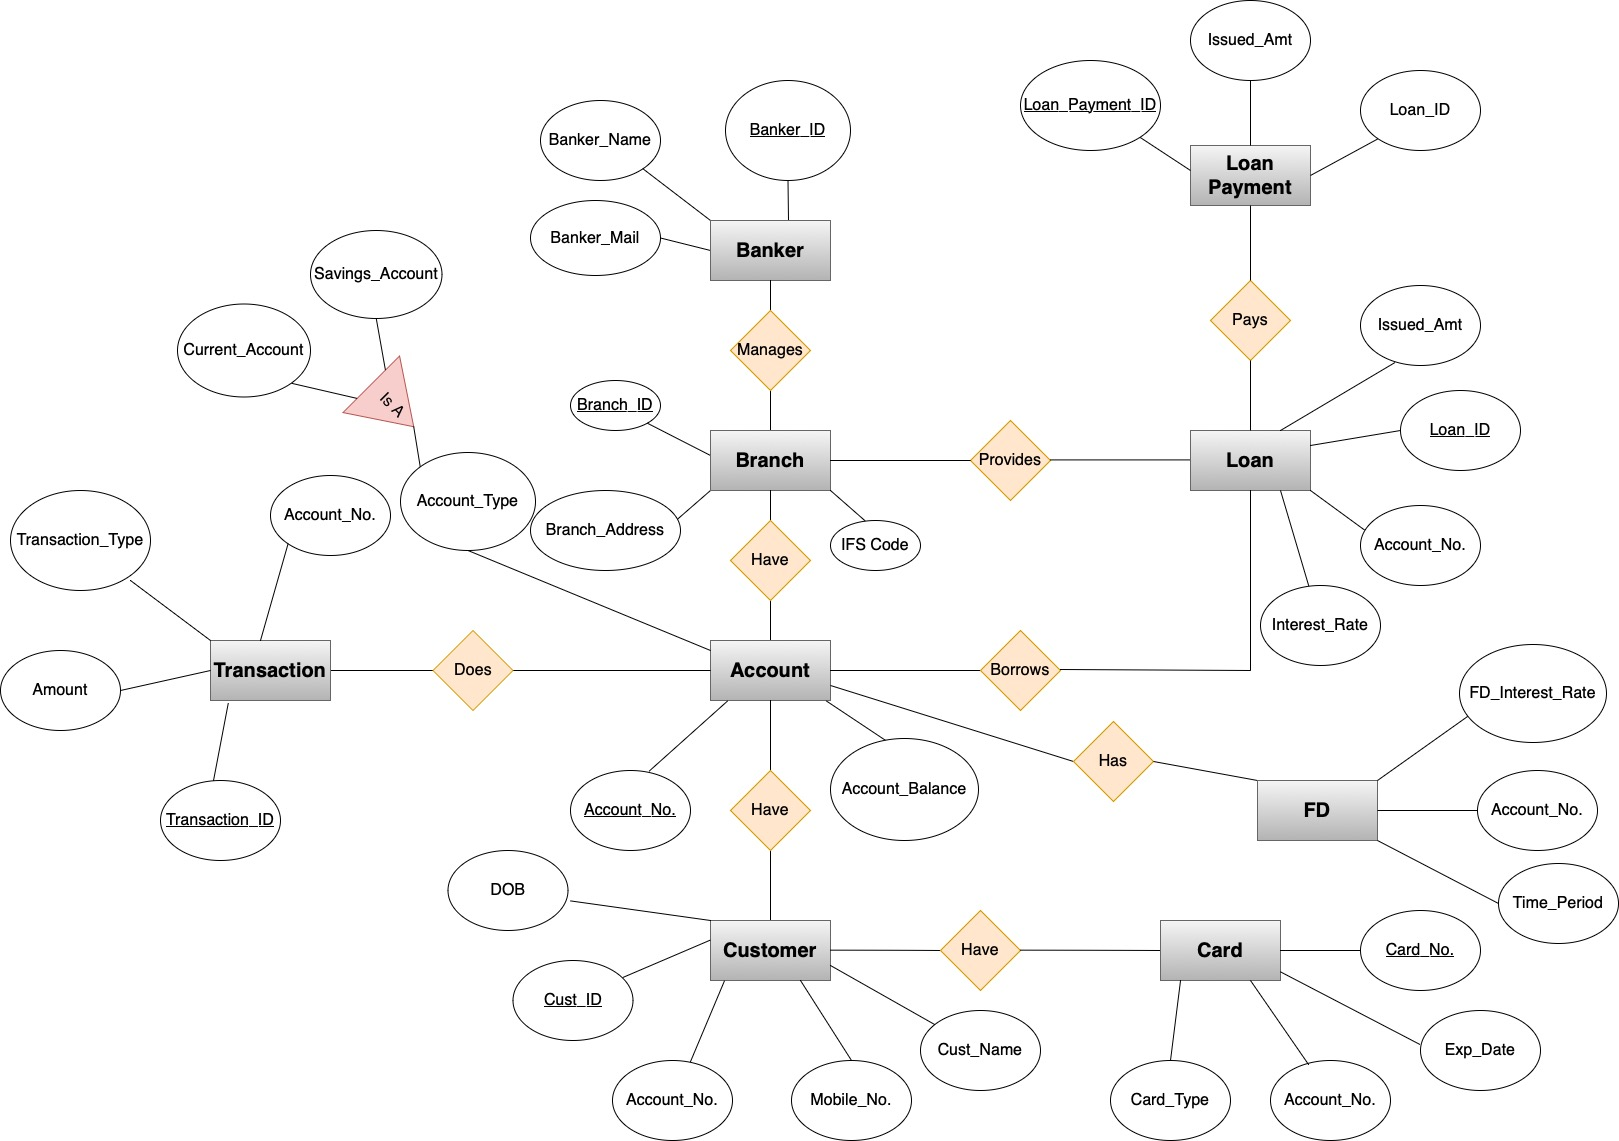 Issued_Amt
Loan_Payment_ID
Loan_ID
Banker_ID
Banker_Name
Loan
Payment
Banker_Mail
Banker
Savings_Account
Current_Account
Manages
Pays
Issued_Amt
Is A
Branch_ID
Loan_ID
Branch
Provides
Loan
Account_Type
Account_No.
Branch_Address
IFS Code
Account_No.
Transaction_Type
Have
Interest_Rate
Transaction
Does
Account
Borrows
Amount
FD_Interest_Rate
Has
Account_Balance
Account_No.
Have
FD
Account_No.
Transaction_ID
DOB
Time_Period
Customer
Have
Card
Card_No.
Cust_ID
Cust_Name
Exp_Date
Account_No.
Mobile_No.
Card_Type
Account_No.